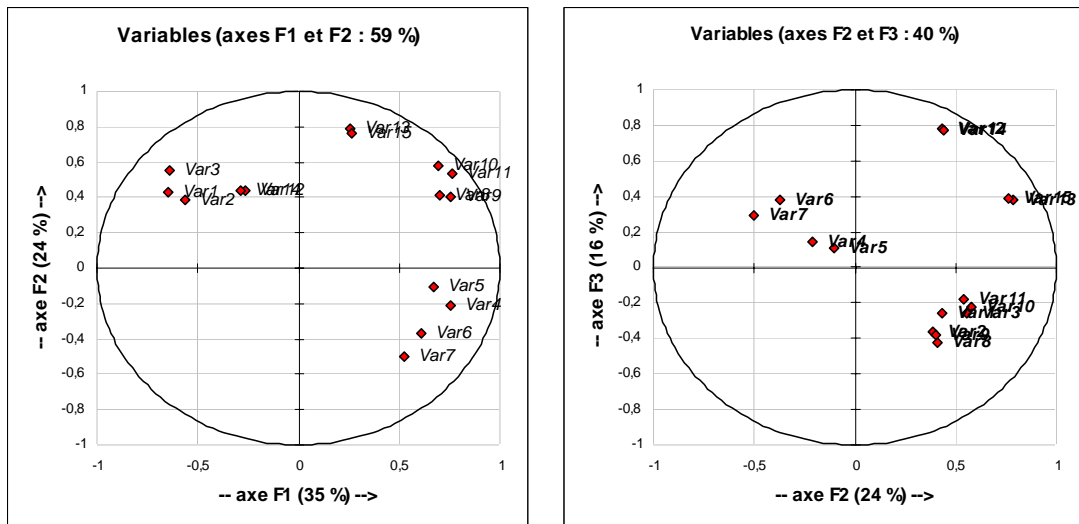 Variables (axes F1 et F2 : 59 %)
-- axe F2 (24 %) -->
1
0,8
0,6
0,4
0,2
0
-0,2
-0,4
-0,6
-0,8
-1
Var13
Var15
Var3
Var10
Var11
Var1
Var2
Var9
Var5
Var4
Var6
Var7
-1
-0,5
0
0,5
1
-- axe F1 (35 %) -->
Variables (axes F2 et F3 : 40 %)
-- axe F3 (16 %) -->
1
0,8
0,6
0,4
0,2
0
-0,2
-0,4
-0,6
-0,8
-1
Var6
Var7
Var4
Var5
Var11
Var10
Var3
Var2
Var8
-1
-0,5
0
0,5
1
-- axe F2 (24 %) -->